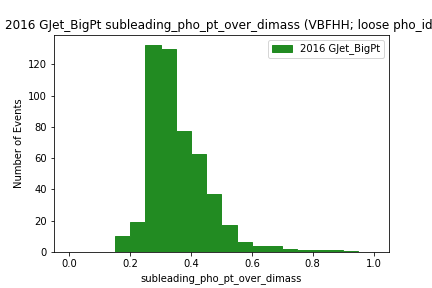 2016 GJet_BigPt subleading_pho_pt_over_dimass (VBFHH; loose pho_id
2016 GJet_BigPt
Number of Events
120
100
80
60
40
20
0
0.0 0.2 0.4 0.6 0.8 1.0
subleading_pho_pt_over_dimass